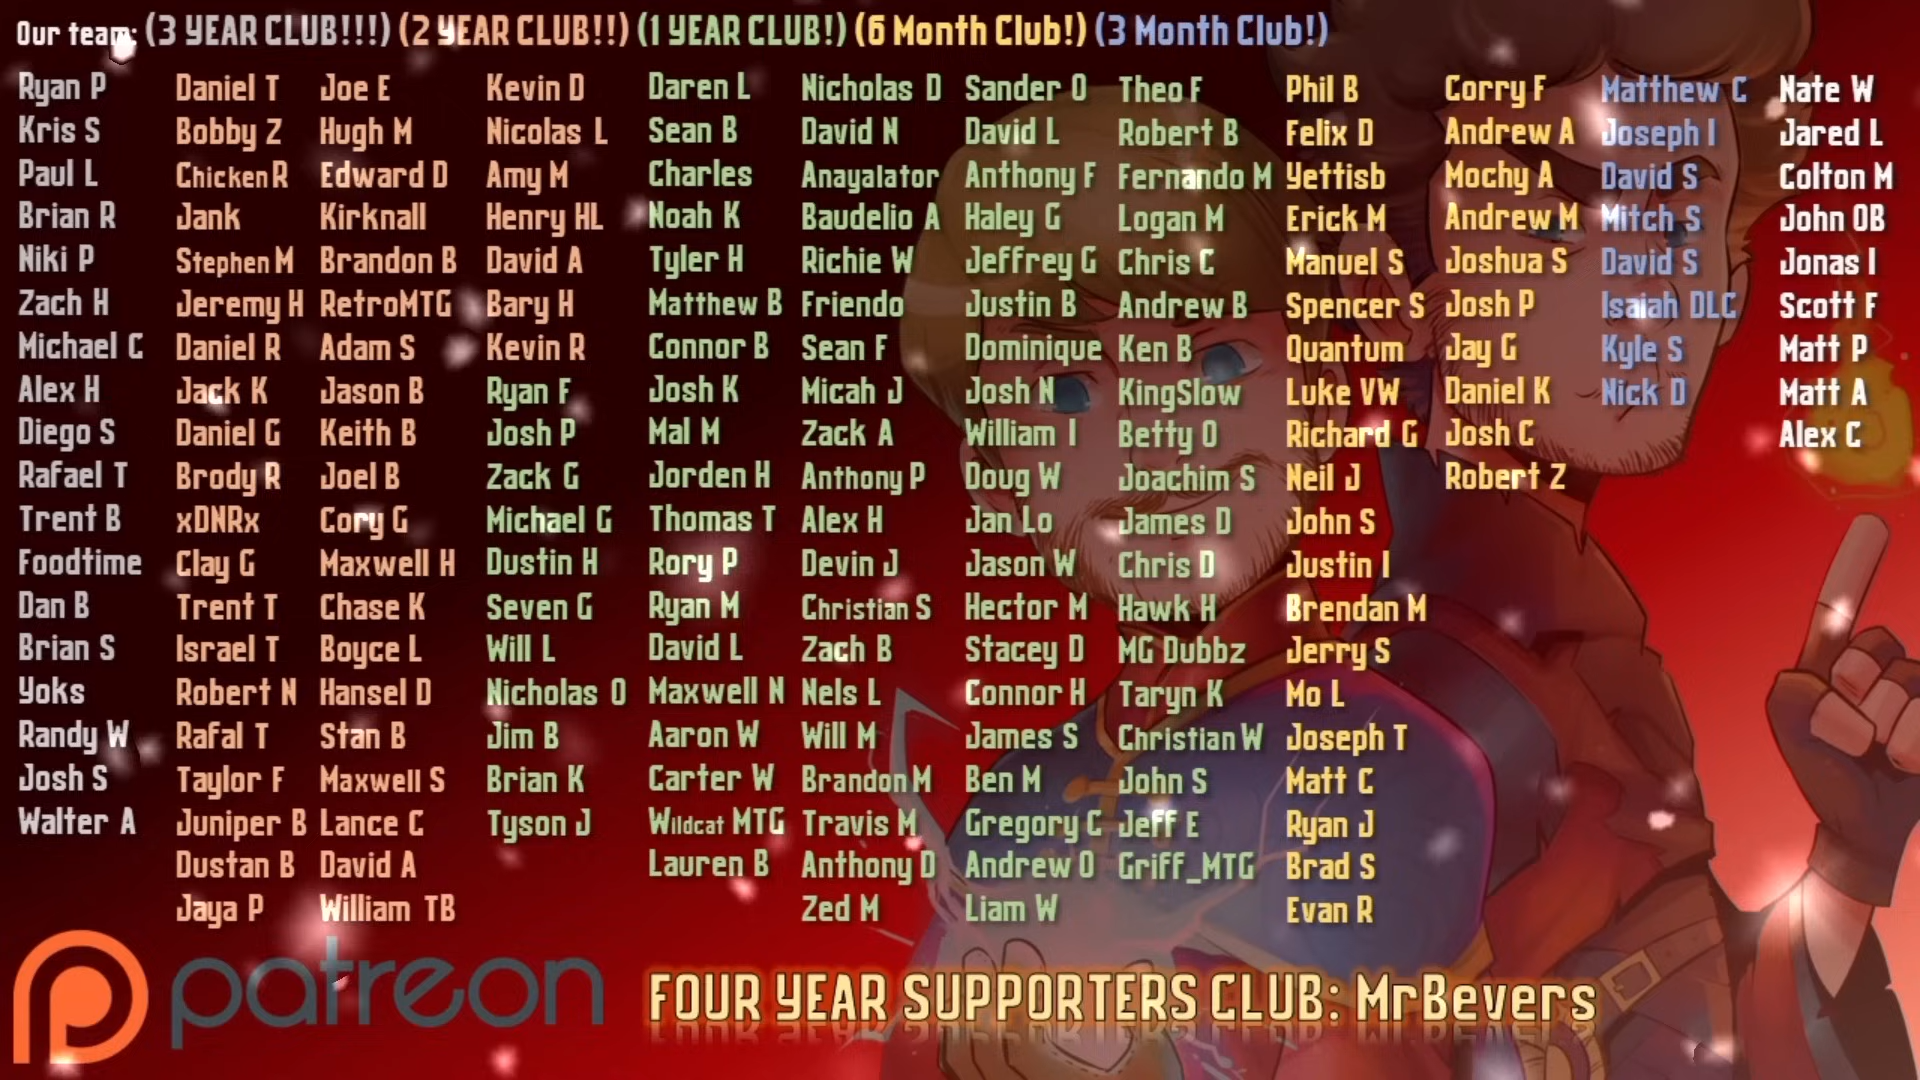 Our team: (3 YEAR CLUB!!!) (2 YEAR CLUB!!) (1 YEAR CLUB!) (6 Month Club!) (3 Month Club!)
Ryan P
Kris S
Paul L
Brian R
Niki P
Zach H
Michael C
Alex H
Diego S
Rafael T
Trent B
Foodtime
Dan B
Brian S
Yoks
Randy W
Josh S
Walter A
Daniel T
Bobby Z
Chicken R
Jank
Stephen M
Jeremy H
Daniel R
Jack K
Daniel G
Brody R
xDNRx
Clay G
Trent T
Israel T
Robert N
Rafal T
Taylor F
Juniper B
Dustan B
Jaya P
Joe E
Hugh M
Edward D
Kirknall
Brandon B
RetroMTG
Adam S
Jason B
Keith B
Joel B
Cory G
Maxwell H
Chase K
Boyce L
Hansel D
Stan B
Maxwell S
Lance C
David A
William TB
Kevin D
Nicolas L
Amy M
Henry HL
David A
Bary H
Kevin R
Ryan F
Josh P
Zack G
Michael G
Dustin H
Seven G
Will L
Nicholas O
Jim B
Brian K
Tyson J
Daren L
Sean B
Charles
Noah K
Tyler H
Matthew B
Connor B
Josh K
Mal M
Jorden H
Thomas T
Rory P
Ryan M
David L
Maxwell N
Aaron W
Carter W
Wildcat MTG
Lauren B
Nicholas D
David N
Anayalator
Baudelio A
Richie W
Friendo
Sean F
Micah J
Zack A
Anthony P
Alex H
Devin J
Christian S
Zach B
Nels L
Will M
Brandon M
Travis M
Anthony D
Zed M
Sander O
David L
Anthony F
Haley G
Jeffrey G
Justin B
Dominique
Josh N
William I
Doug W
Jan Lo
Jason W
Hector M
Stacey D
Connor H
James S
Ben M
Gregory C
Andrew O
Liam W
Theo F
Robert B
Fernando M
Logan M
Chris C
Andrew B
Ken B
KingSlow
Betty O
Joachim S
James D
Chris D
Hawk H
MG Dubbz
Taryn K
Christian W
John S
Jeff E
Griff_MTG
Phil B
Felix D
Yettisb
Erick M
Manuel S
Spencer S
Quantum
Luke VW
Richard G
Neil J
John S
Justin I
Brendan M
Jerry S
Mo L
Joseph T
Matt C
Ryan J
Brad S
Evan R
Corry F
Andrew A
Mochy A
Andrew M
Joshua S
Josh P
Jay G
Daniel K
Josh C
Robert Z
Matthew C
Joseph I
David S
Mitch S
David S
Isaiah DLC
Kyle S
Nick D
Nate W
Jared L
Colton M
John OB
Jonas I
Scott F
Matt P
Matt A
Alex C
patreon
FOUR YEAR SUPPORTERS CLUB: MrBevers